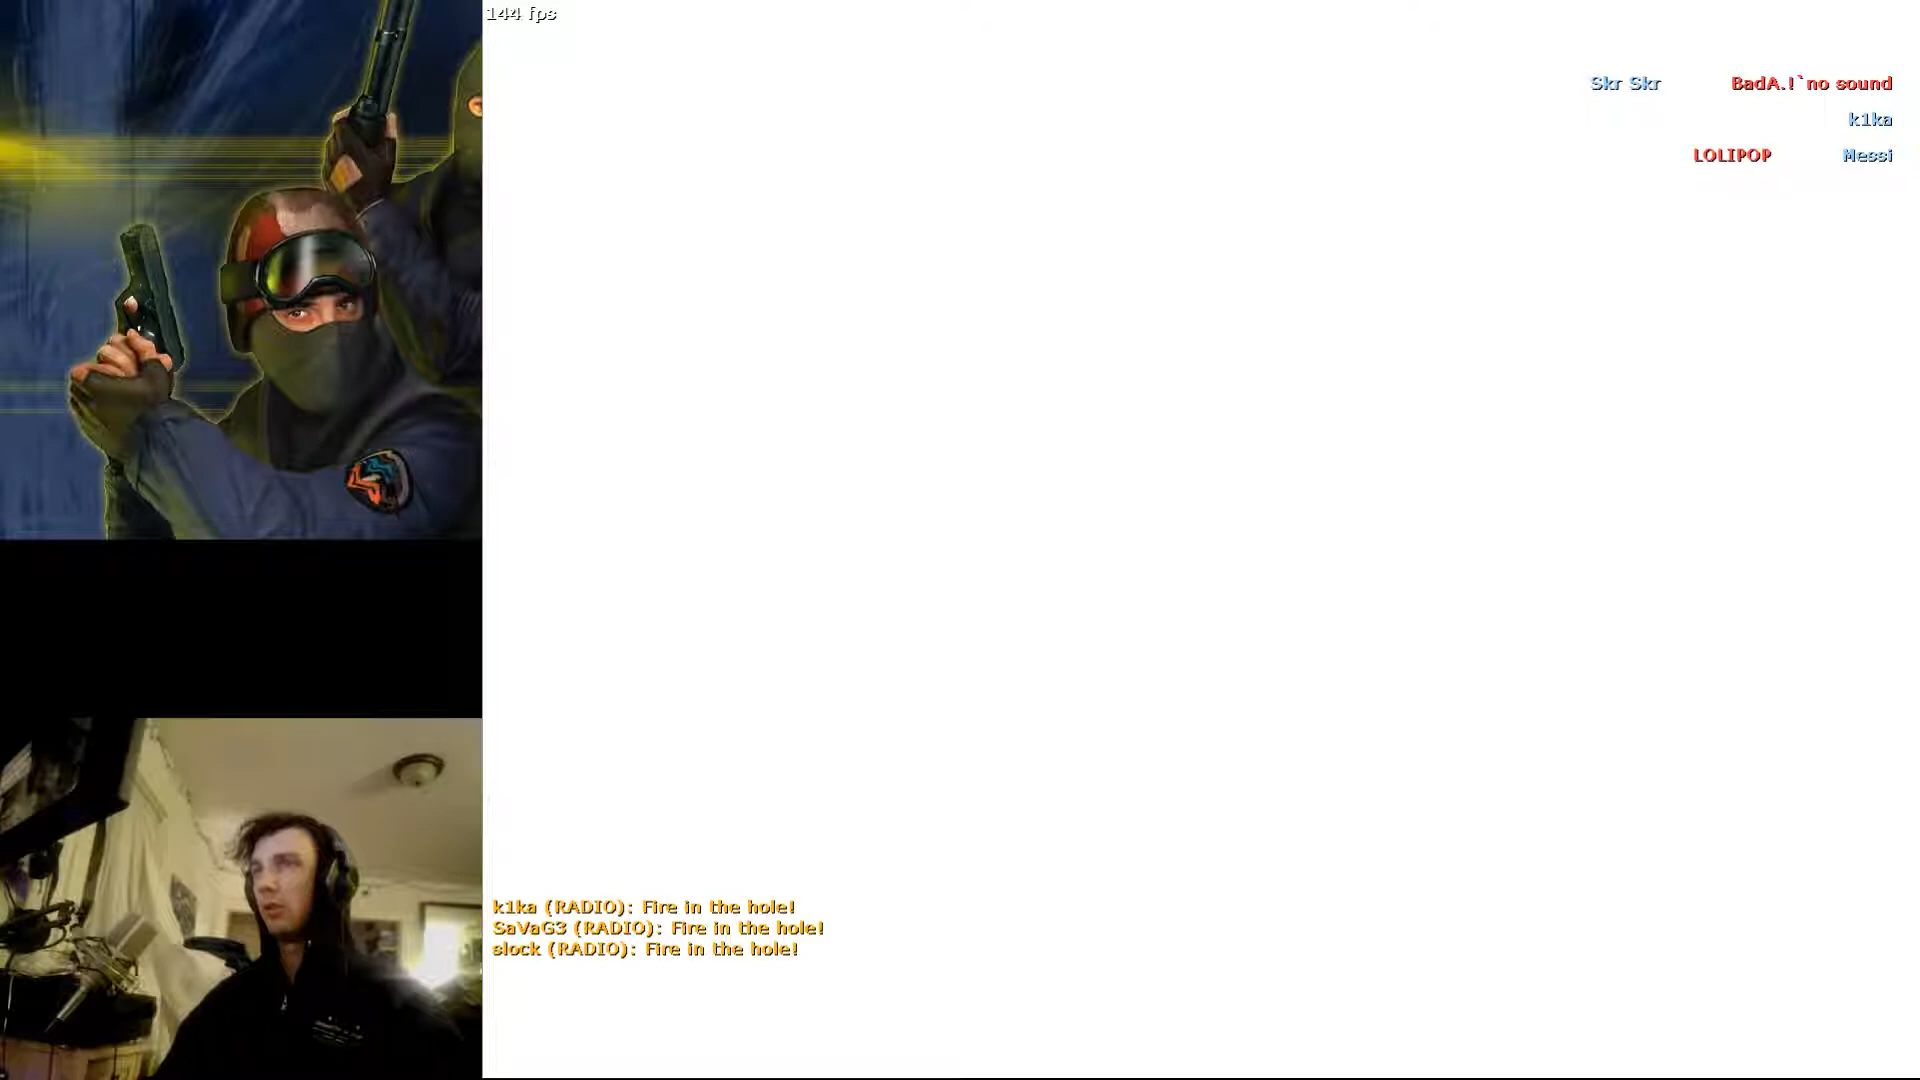 144 fps
Skr Skr BadA.!`no sound
k1ka
LOLIPOP Messi
k1ka (RADIO): Fire in the hole!
SaVaG3 (RADIO): Fire in the hole!
slock (RADIO): Fire in the hole!